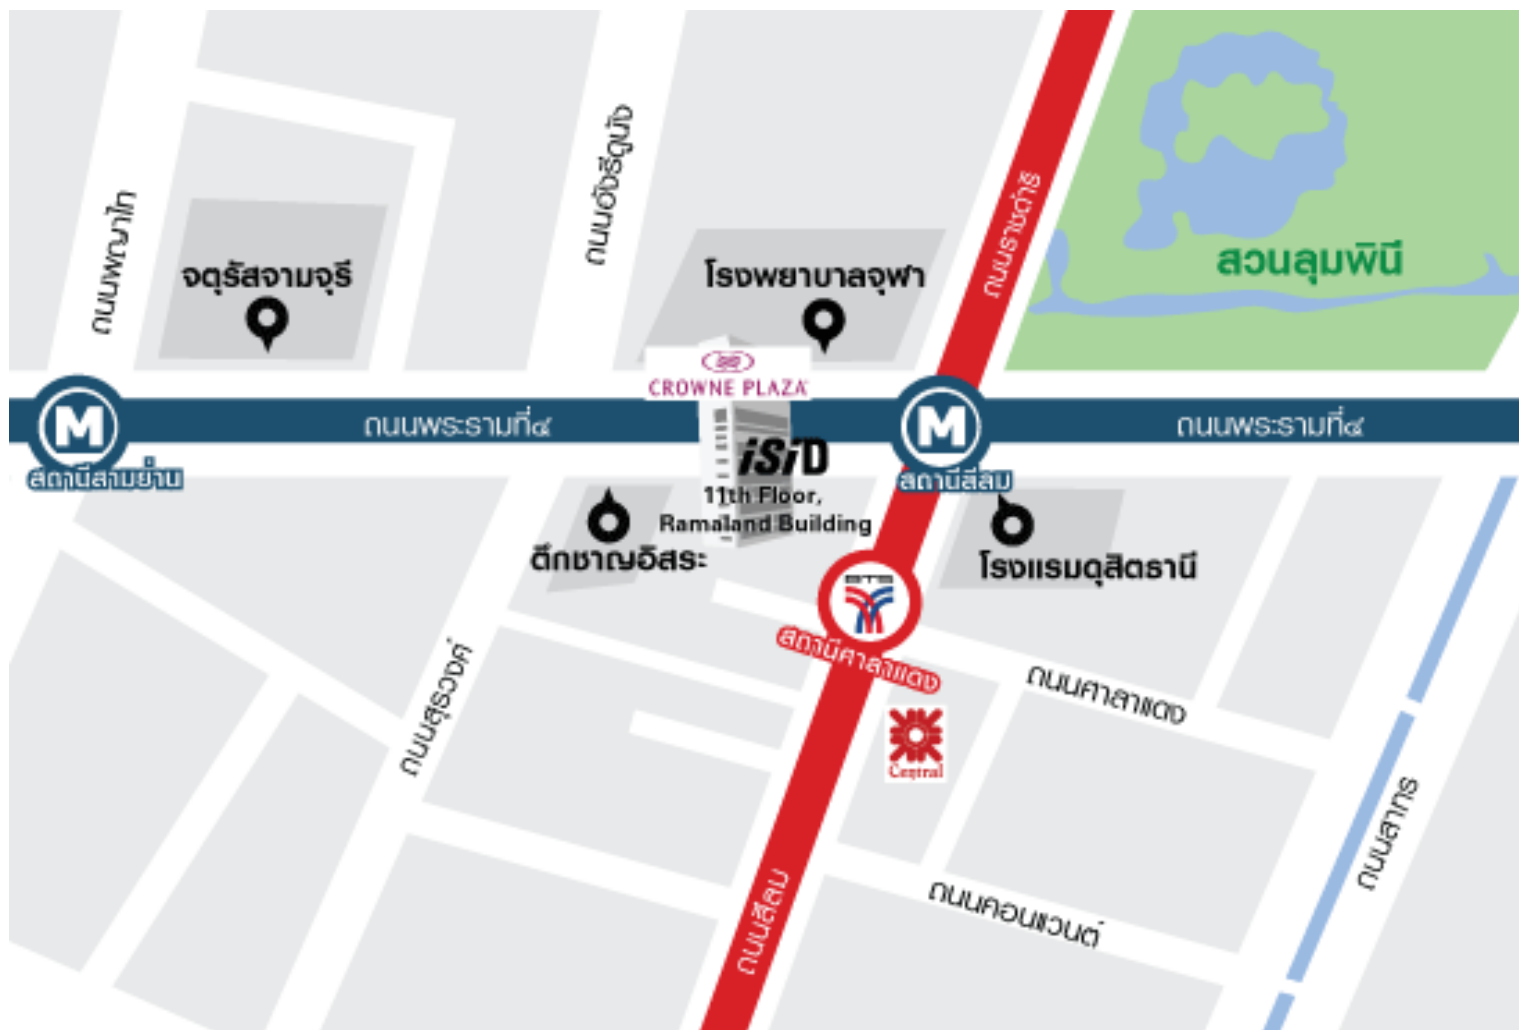 ถนนอังรีดูนัง
ถนนราชดำริ
ถนนพญาไท
จตุรัสจามจุรี
โรงพยาบาลจุฬา
สวนลุมพินี
CROWNE PLAZA
M
ถนนพระรามที่๔
M
ถนนพระรามที่๔
สถานีสามย่าน
iSiD
สถานีสีลม
11th Floor,
Ramaland Building
ตึกชาญอิสระ
โรงแรมดุสิตธานี
BTS
สถานีศาลาแดง
ถนนสุรวงค์
ถนนศาลาแดง
Central
ถนนสาทร
ถนนสีลม
ถนนคอนแวนต์